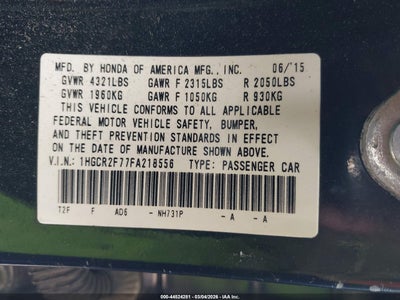 MFD. BY HONDA OF AMERICA MFG., INC. 06/15
GVWR 4321LBS GAWR F 2315LBS R 2050LBS
GVWR 1960KG GAWR F 1050KG R 930KG
THIS VEHICLE CONFORMS TO ALL APPLICABLE
FEDERAL MOTOR VEHICLE SAFETY, BUMPER,
AND THEFT PREVENTION STANDARDS IN EFFECT
ON THE DATE OF MANUFACTURE SHOWN ABOVE.
V.I.N.: 1HGCR2F77FA218556 TYPE: PASSENGER CAR
T2F F AD6 - NH731P - A - A
© 000-44524281 - 03/04/2026 - IAA Inc.